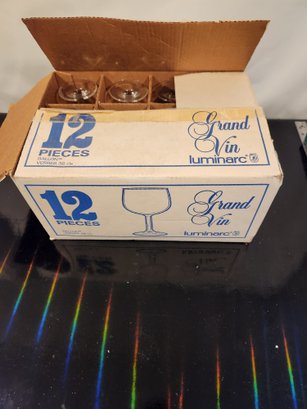 12
PIECES
Grand
Vin
luminarc
12
PIECES
Grand
Vin
luminarc